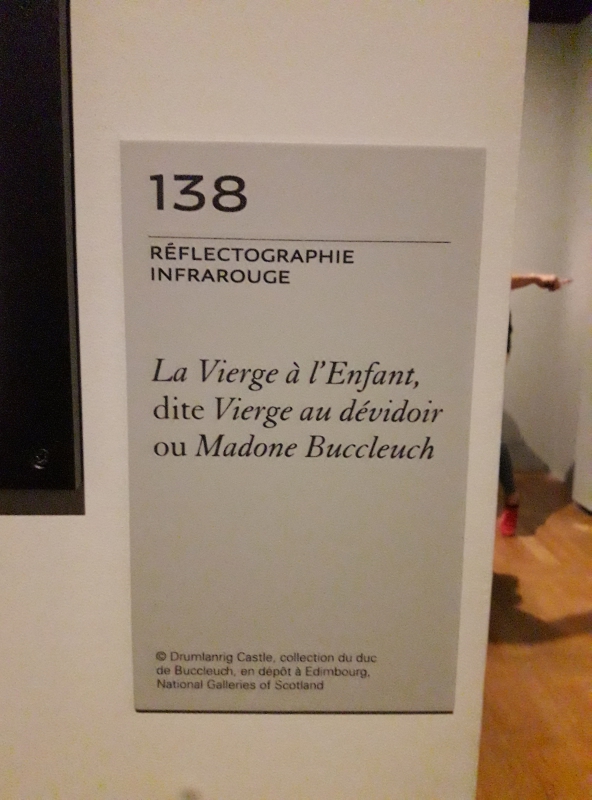 138
RÉFLECTOGRAPHIE
INFRAROUGE
La Vierge à l'Enfant,
dite Vierge au dévidoir
ou Madone Buccleuch
© Drumlanrig Castle, collection du duc
de Buccleuch, en dépôt à Edimbourg,
National Galleries of Scotland